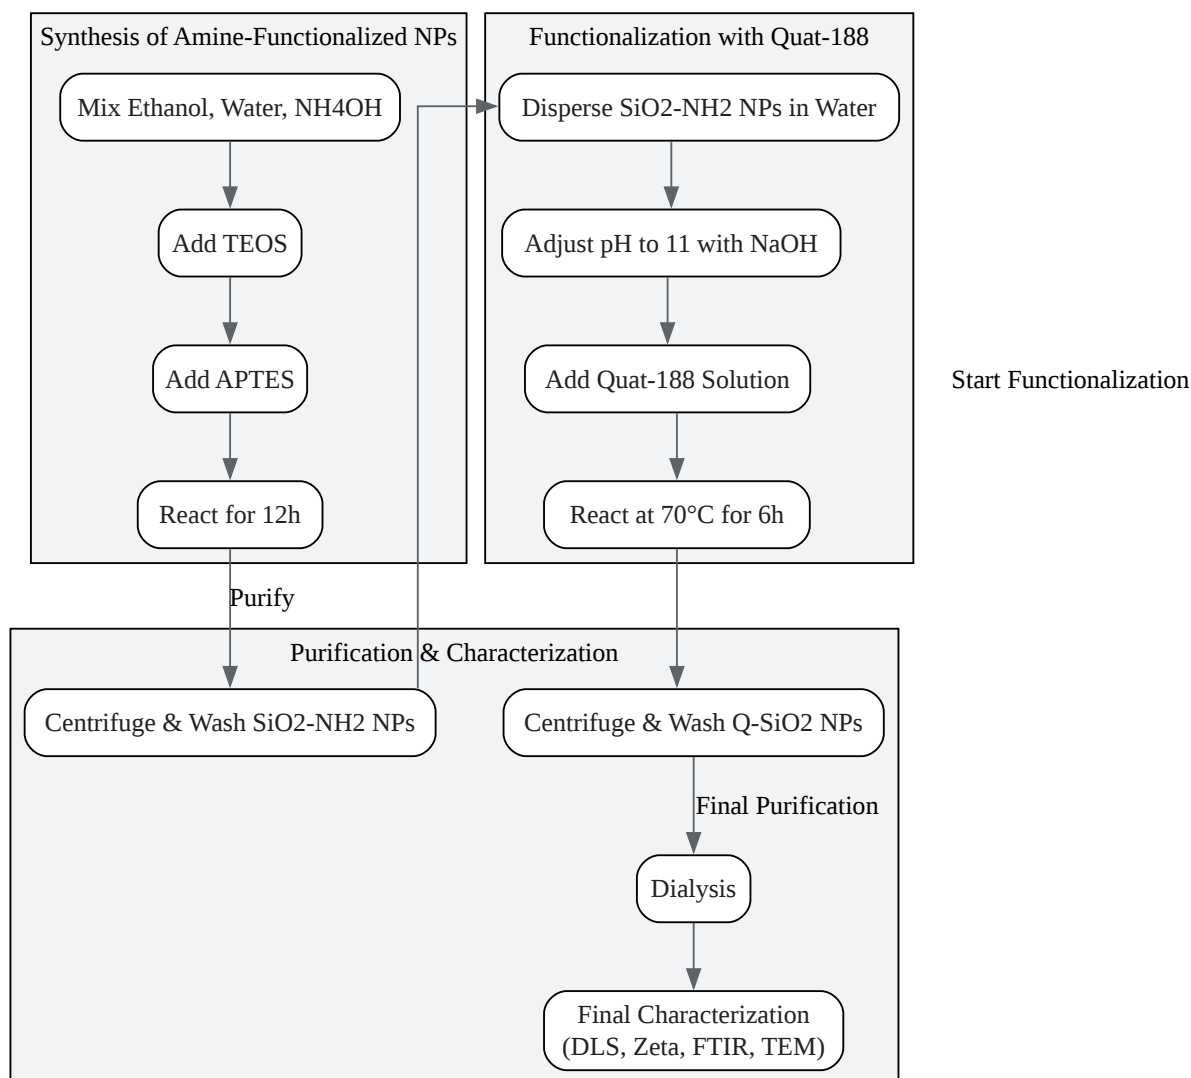 Synthesis of Amine-Functionalized NPs
Mix Ethanol, Water, NH4OH
Add TEOS
Add APTES
React for 12h
Purify
Functionalization with Quat-188
Disperse SiO2-NH2 NPs in Water
Adjust pH to 11 with NaOH
Add Quat-188 Solution
React at 70°C for 6h
Start Functionalization
Purification & Characterization
Centrifuge & Wash SiO2-NH2 NPs
Centrifuge & Wash Q-SiO2 NPs
Final Purification
Dialysis
Final Characterization
(DLS, Zeta, FTIR, TEM)